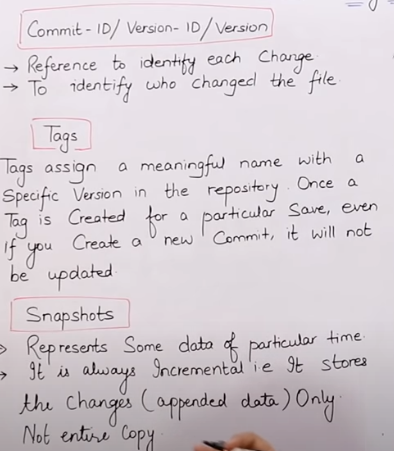 Commit-ID/ Version-ID/Version
→ Reference to identify each Change.
→ To identify who changed the file.
Tags
Tags assign a meaningful name with a
Specific Version in the repository. Once a
Tag is Created for a particular Save, even
if you Create a new Commit, it will not
be updated.
Snapshots
→ Represents Some data of particular time.
→ It is always Incremental i.e It stores
the Changes (appended data) Only.
Not entire Copy.